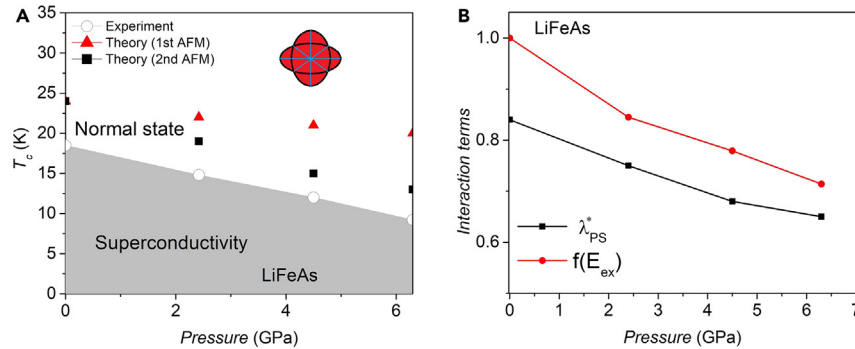 A
Experiment
Theory (1st AFM)
Theory (2nd AFM)
Normal state
Superconductivity
LiFeAs
T_c (K)
35
30
25
20
15
10
5
0
0 2 4 6
Pressure (GPa)
B
LiFeAs
λ*_PS
f(E_ex)
Interaction terms
1.0
0.8
0.6
0 1 2 3 4 5 6 7
Pressure (GPa)